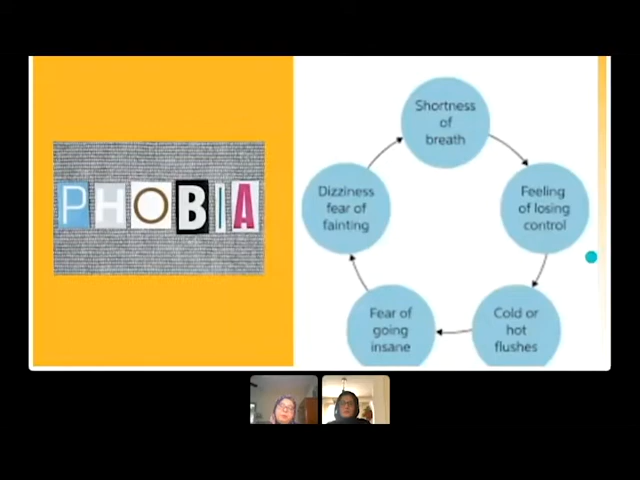 PHOBIA
Shortness
of
breath
Feeling
of losing
control
Cold or
hot
flushes
Fear of
going
insane
Dizziness
fear of
fainting